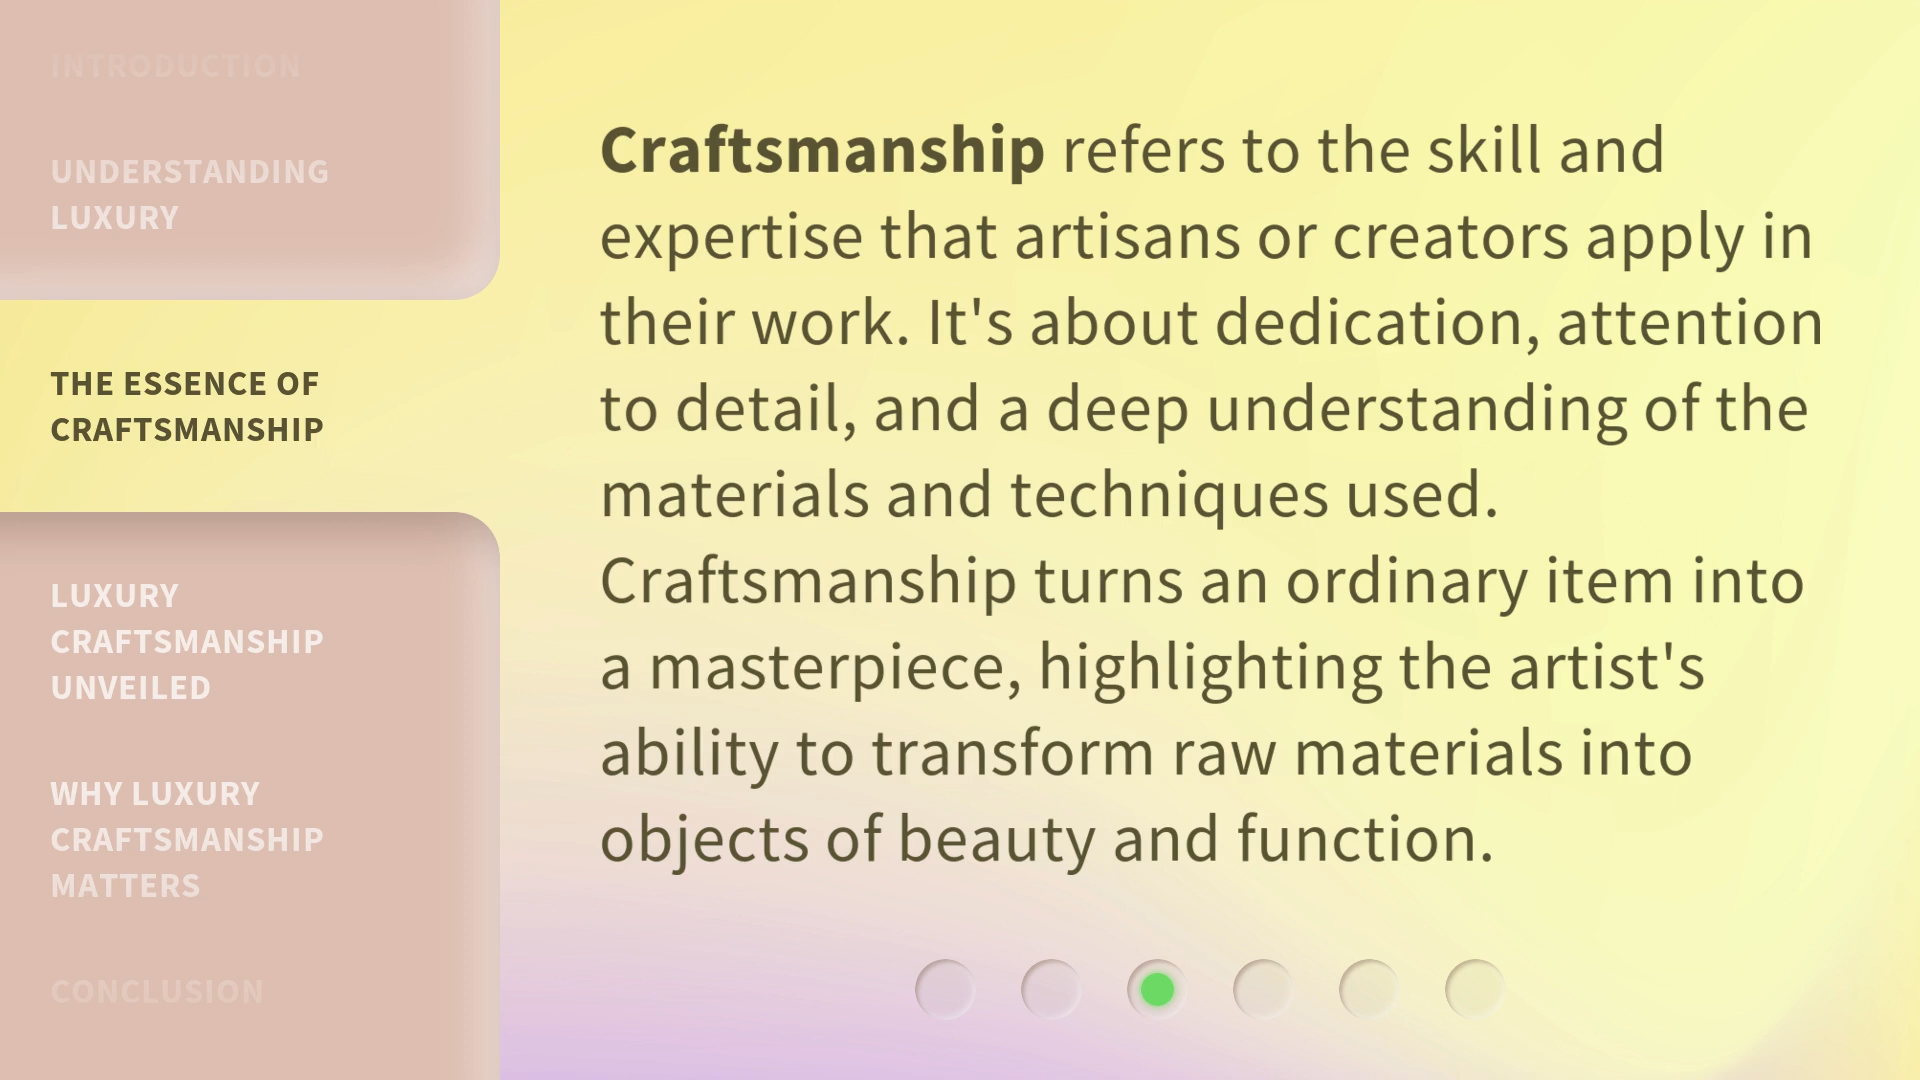 INTRODUCTION
UNDERSTANDING
LUXURY
THE ESSENCE OF
CRAFTSMANSHIP
LUXURY
CRAFTSMANSHIP
UNVEILED
WHY LUXURY
CRAFTSMANSHIP
MATTERS
CONCLUSION
Craftsmanship refers to the skill and
expertise that artisans or creators apply in
their work. It's about dedication, attention
to detail, and a deep understanding of the
materials and techniques used.
Craftsmanship turns an ordinary item into
a masterpiece, highlighting the artist's
ability to transform raw materials into
objects of beauty and function.